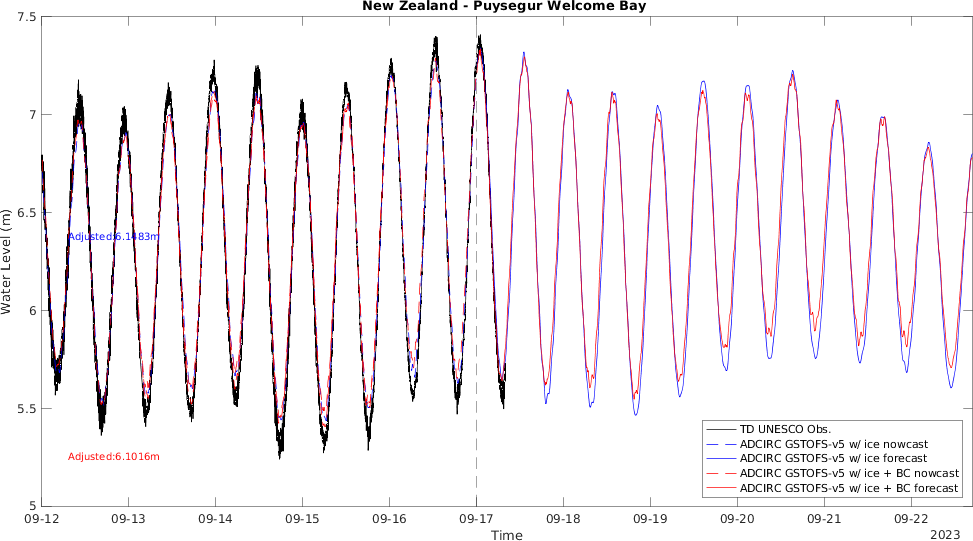 New Zealand - Puysegur Welcome Bay
7.5
7
6.5
6
5.5
5
Water Level (m)
Adjusted:6.1483m
Adjusted:6.1016m
TD UNESCO Obs.
ADCIRC GSTOFS-v5 w/ ice nowcast
ADCIRC GSTOFS-v5 w/ ice forecast
ADCIRC GSTOFS-v5 w/ ice + BC nowcast
ADCIRC GSTOFS-v5 w/ ice + BC forecast
09-12 09-13 09-14 09-15 09-16 09-17 09-18 09-19 09-20 09-21 09-22
Time
2023